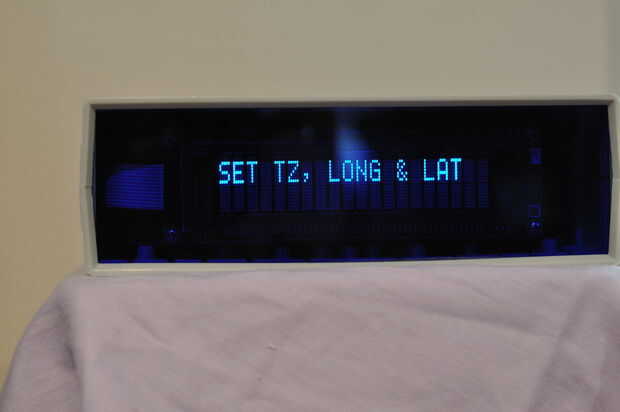 SET TZ, LONG & LAT